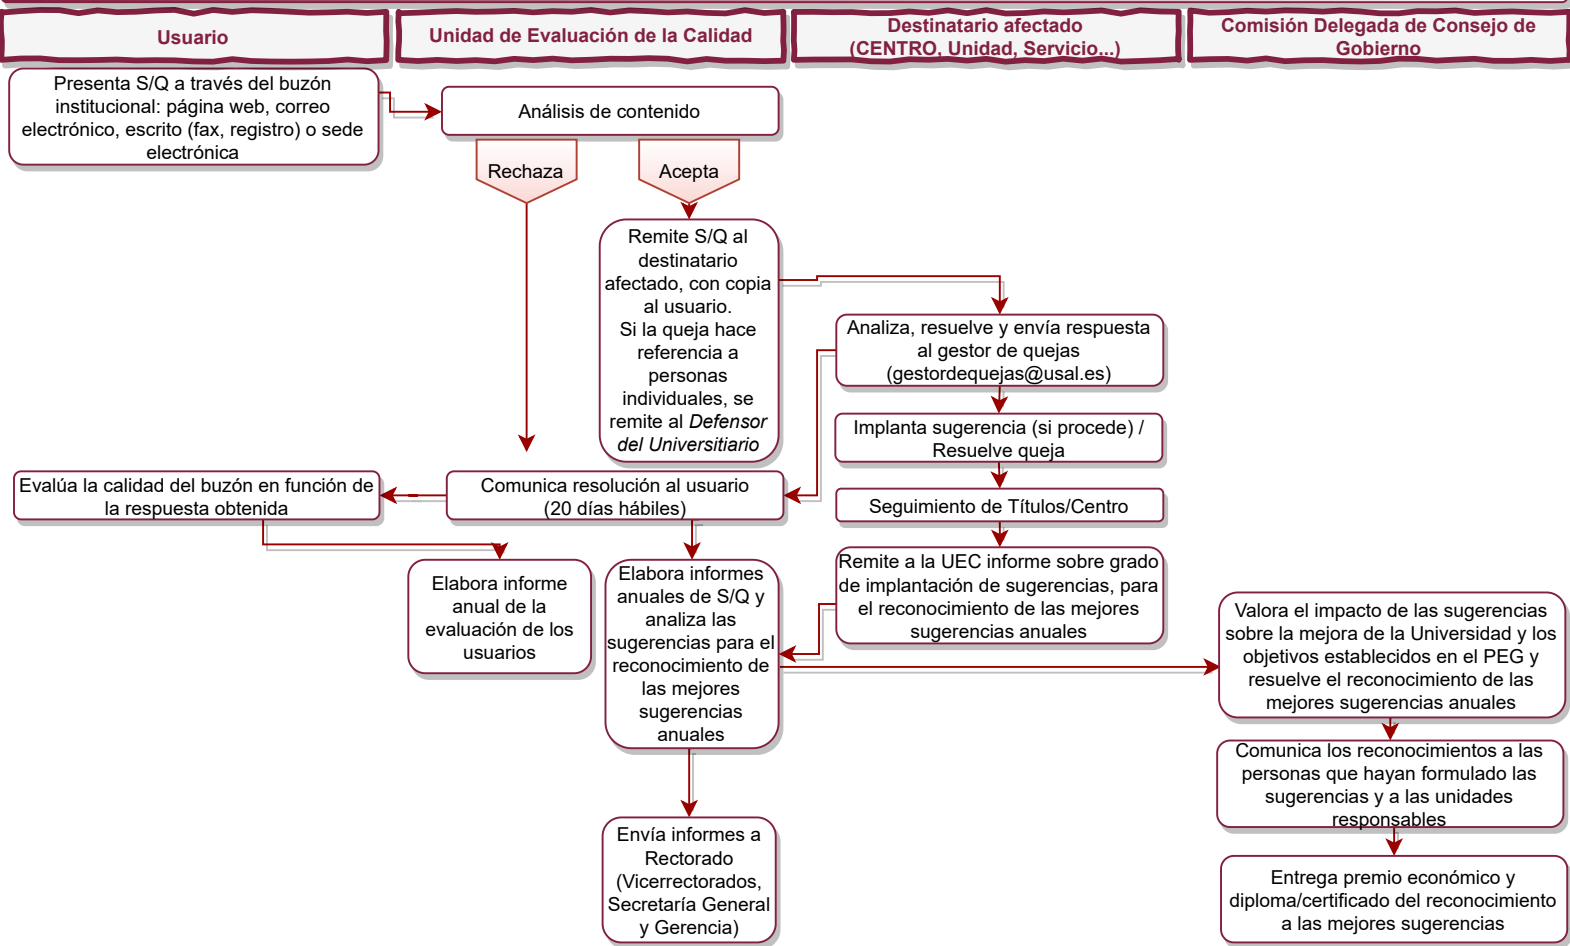 Usuario
Unidad de Evaluación de la Calidad
Destinatario afectado
(CENTRO, Unidad, Servicio...)
Comisión Delegada de Consejo de
Gobierno
Presenta S/Q a través del buzón
institucional: página web, correo
electrónico, escrito (fax, registro) o sede
electrónica
Análisis de contenido
Rechaza
Acepta
Remite S/Q al
destinatario
afectado, con copia
al usuario.
Si la queja hace
referencia a
personas
individuales, se
remite al Defensor
del Universitiario
Analiza, resuelve y envía respuesta
al gestor de quejas
(gestordequejas@usal.es)
Implanta sugerencia (si procede) /
Resuelve queja
Evalúa la calidad del buzón en función de
la respuesta obtenida
Comunica resolución al usuario
(20 días hábiles)
Seguimiento de Títulos/Centro
Elabora informe
anual de la
evaluación de los
usuarios
Elabora informes
anuales de S/Q y
analiza las
sugerencias para el
reconocimiento de
las mejores
sugerencias
anuales
Remite a la UEC informe sobre grado
de implantación de sugerencias, para
el reconocimiento de las mejores
sugerencias anuales
Valora el impacto de las sugerencias
sobre la mejora de la Universidad y los
objetivos establecidos en el PEG y
resuelve el reconocimiento de las
mejores sugerencias anuales
Comunica los reconocimientos a las
personas que hayan formulado las
sugerencias y a las unidades
responsables
Envía informes a
Rectorado
(Vicerrectorados,
Secretaría General
y Gerencia)
Entrega premio económico y
diploma/certificado del reconocimiento
a las mejores sugerencias